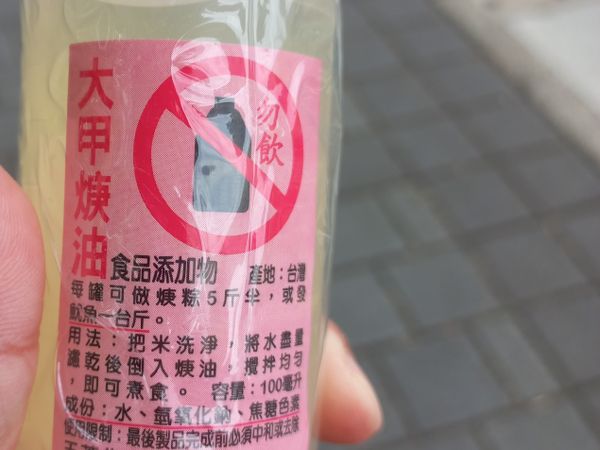 大甲焿油
勿飲
食品添加物 產地：台灣
每罐可做焿粽5斤半，或發
魷魚一台斤。
用法：把米洗淨，將水盡量
濾乾後倒入焿油，攪拌均勻
，即可煮食。 容量：100毫升
成份：水、氫氧化鈉、焦糖色素
使用限制：最後製品完成前必須中和或去除